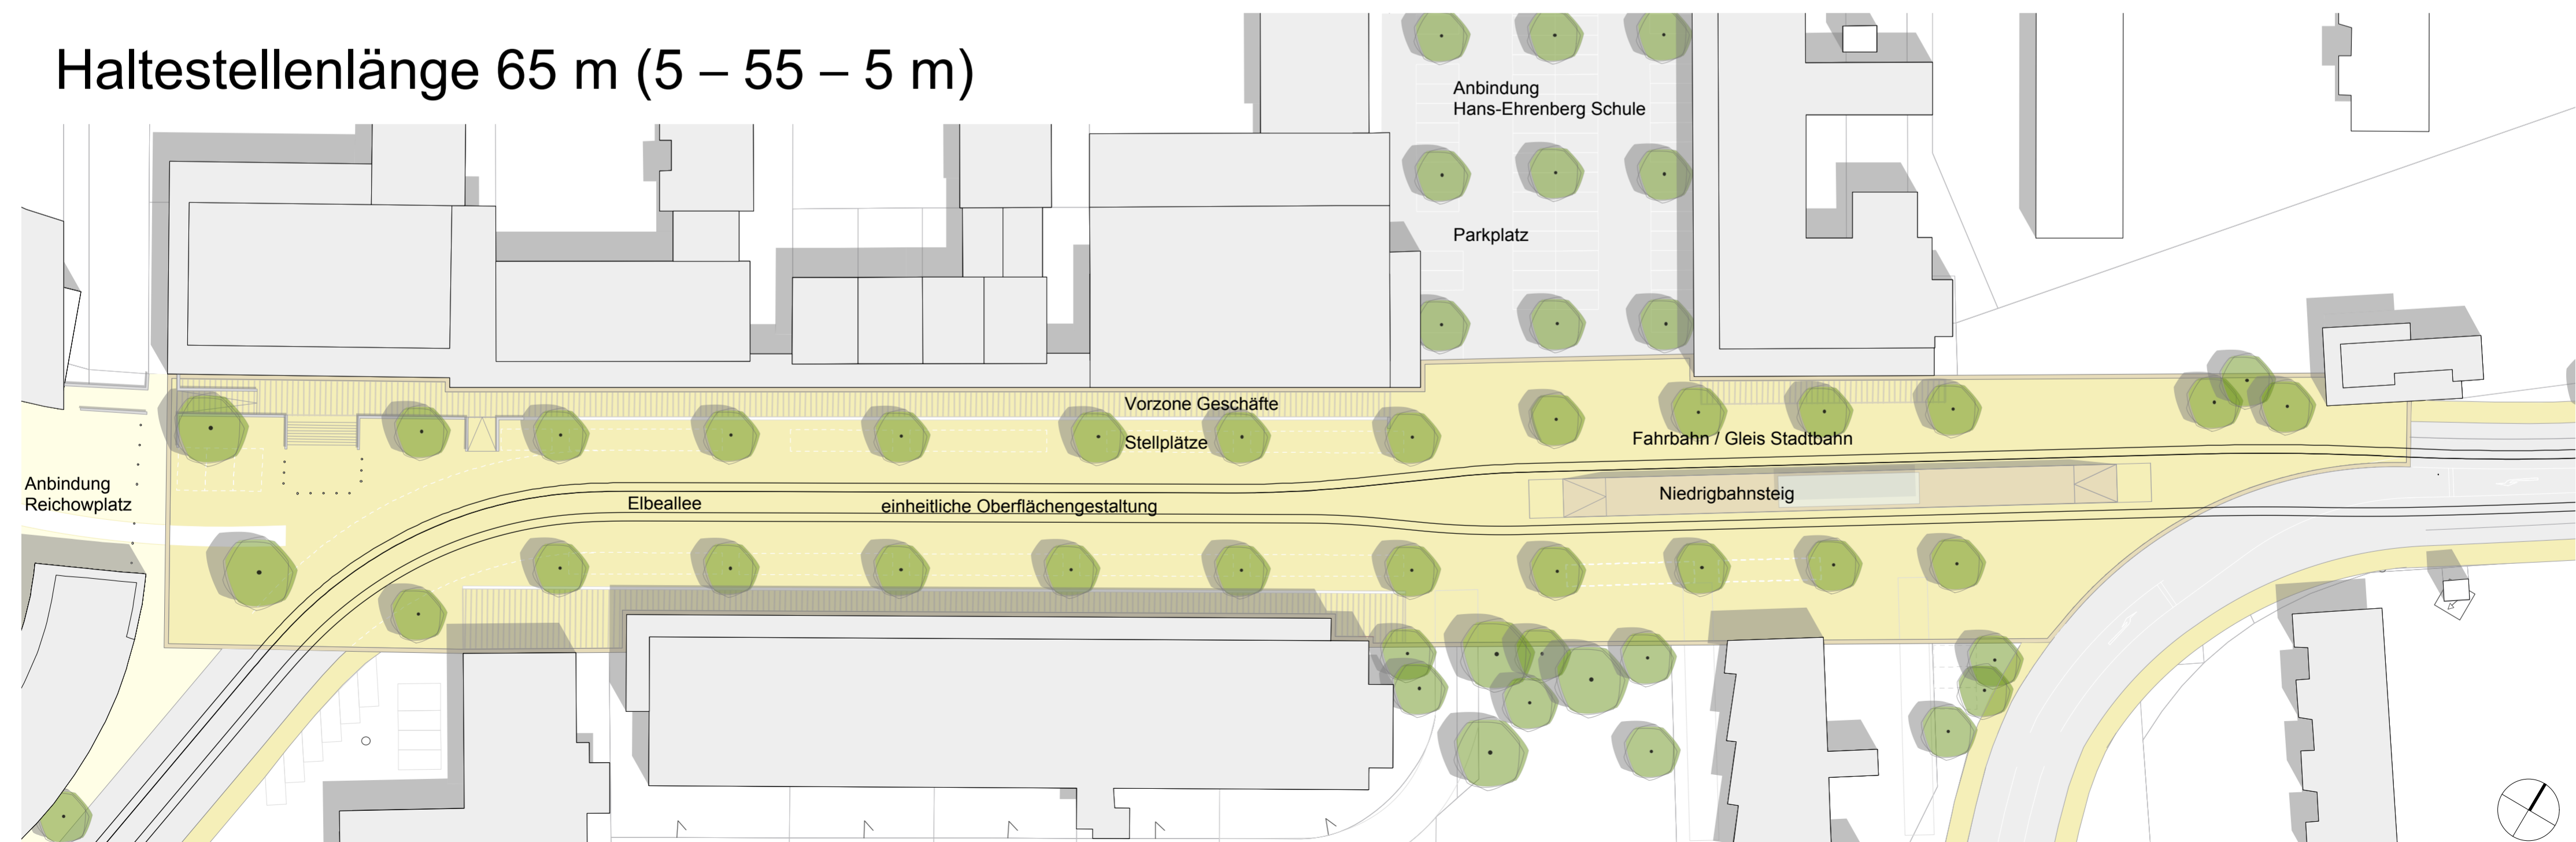 Haltestellenlänge 65 m (5 – 55 – 5 m)
Anbindung
Hans-Ehrenberg Schule
Parkplatz
Vorzone Geschäfte
Stellplätze
Fahrbahn / Gleis Stadtbahn
Anbindung
Reichowplatz
Elbeallee
einheitliche Oberflächengestaltung
Niedrigbahnsteig